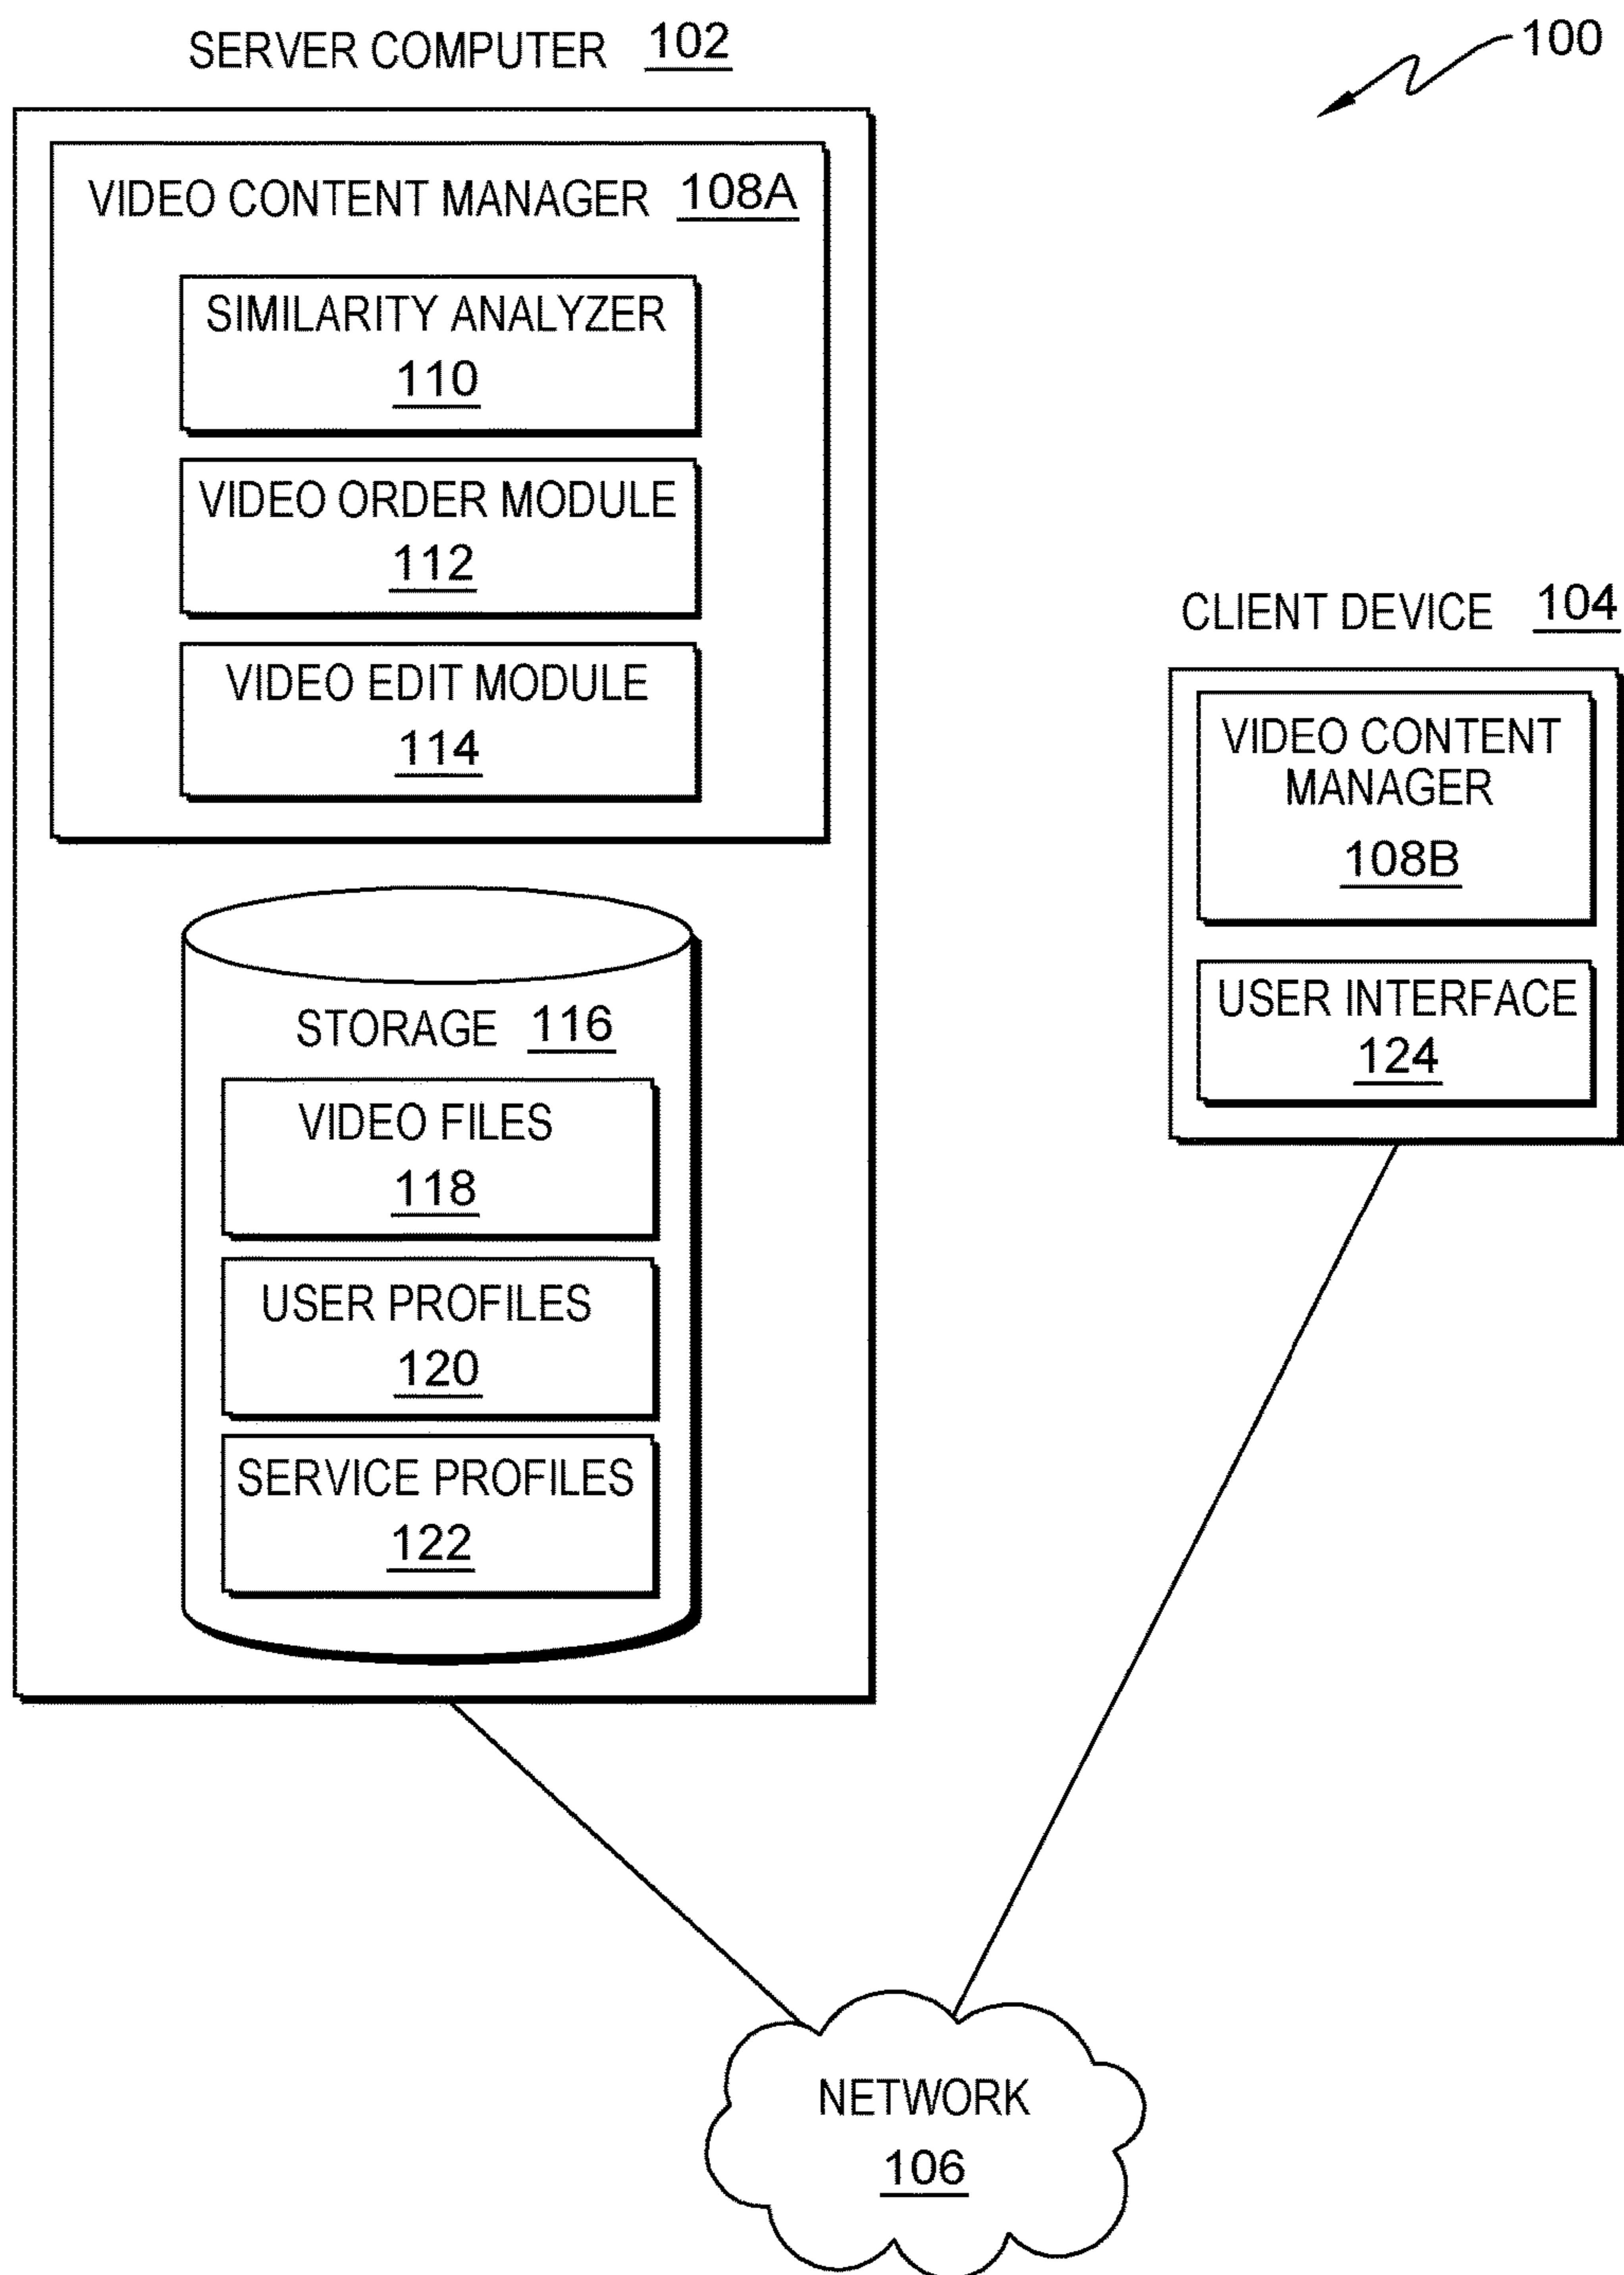 100
SERVER COMPUTER 102
VIDEO CONTENT MANAGER 108A
SIMILARITY ANALYZER
110
VIDEO ORDER MODULE
112
VIDEO EDIT MODULE
114
STORAGE 116
VIDEO FILES
118
USER PROFILES
120
SERVICE PROFILES
122
CLIENT DEVICE 104
VIDEO CONTENT
MANAGER
108B
USER INTERFACE
124
NETWORK
106